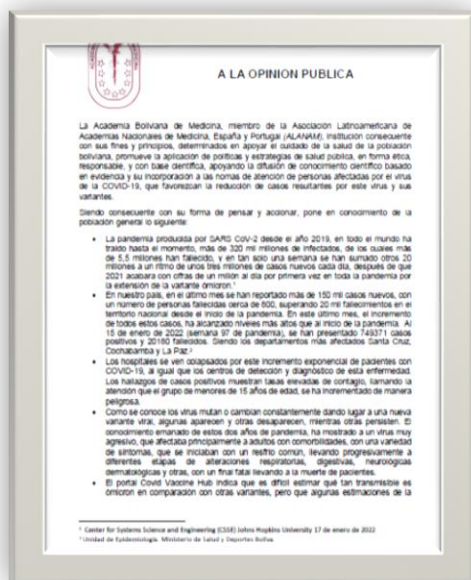 A LA OPINION PUBLICA
La Academia Boliviana de Medicina, miembro de la Asociación Latinoamericana de
Academias Nacionales de Medicina, España y Portugal (ALANAM), institución consecuente
con sus fines y principios, determinados en apoyar el cuidado de la salud de la población
boliviana, promueve la aplicación de políticas y estrategias de salud pública, en forma ética,
responsable, y con base científica, apoyando la difusión de conocimiento científico basado
en evidencia y su incorporación a las normas de atención de personas afectadas por el virus
de la COVID-19, que favorezcan la reducción de casos resultantes por este virus y sus
variantes.
Siendo consecuente con su forma de pensar y accionar, pone en conocimiento de la
población general lo siguiente:
• La pandemia producida por SARS CoV-2 desde el año 2019, en todo el mundo ha
traído hasta el momento, más de 320 mil millones de infectados, de los cuales más
de 5,5 millones han fallecido, y en tan solo una semana se han sumado otros 20
millones a un ritmo de unos tres millones de casos nuevos cada día, después de que
2021 acabara con cifras de un millón al día por primera vez en toda la pandemia por
la extensión de la variante ómicron.¹
• En nuestro país, en el último mes se han reportado más de 150 mil casos nuevos, con
un número de personas fallecidas cerca de 800, superando 20 mil fallecimientos en el
territorio nacional desde el inicio de la pandemia. En este último mes, el incremento
de todos estos casos, ha alcanzado niveles más altos que al inicio de la pandemia. Al
15 de enero de 2022 (semana 97 de pandemia), se han presentado 749371 casos
positivos y 20180 fallecidos. Siendo los departamentos más afectados Santa Cruz,
Cochabamba y La Paz.²
• Los hospitales se ven colapsados por este incremento exponencial de pacientes con
COVID-19, al igual que los centros de detección y diagnóstico de esta enfermedad.
Los hallazgos de casos positivos muestran tasas elevadas de contagio, llamando la
atención que el grupo de menores de 15 años de edad, se ha incrementado de manera
peligrosa.
• Como se conoce los virus mutan o cambian constantemente dando lugar a una nueva
variante viral, algunas aparecen y otras desaparecen, mientras otras persisten. El
conocimiento emanado de estos dos años de pandemia, ha mostrado a un virus muy
agresivo, que afectaba principalmente a adultos con comorbilidades, con una variedad
de síntomas, que se iniciaban con un resfrío común, llevando progresivamente a
diferentes etapas de alteraciones respiratorias, digestivas, neurológicas
dermatológicas y otras, con un final fatal llevando a la muerte de pacientes.
• El portal Covid Vaccine Hub indica que es difícil estimar qué tan transmisible es
ómicron en comparación con otras variantes, pero que algunas estimaciones de la
¹ Center for Systems Science and Engineering (CSSE) Johns Hopkins University 17 de enero de 2022
² Unidad de Epidemiología. Ministerio de Salud y Deportes Bolivia